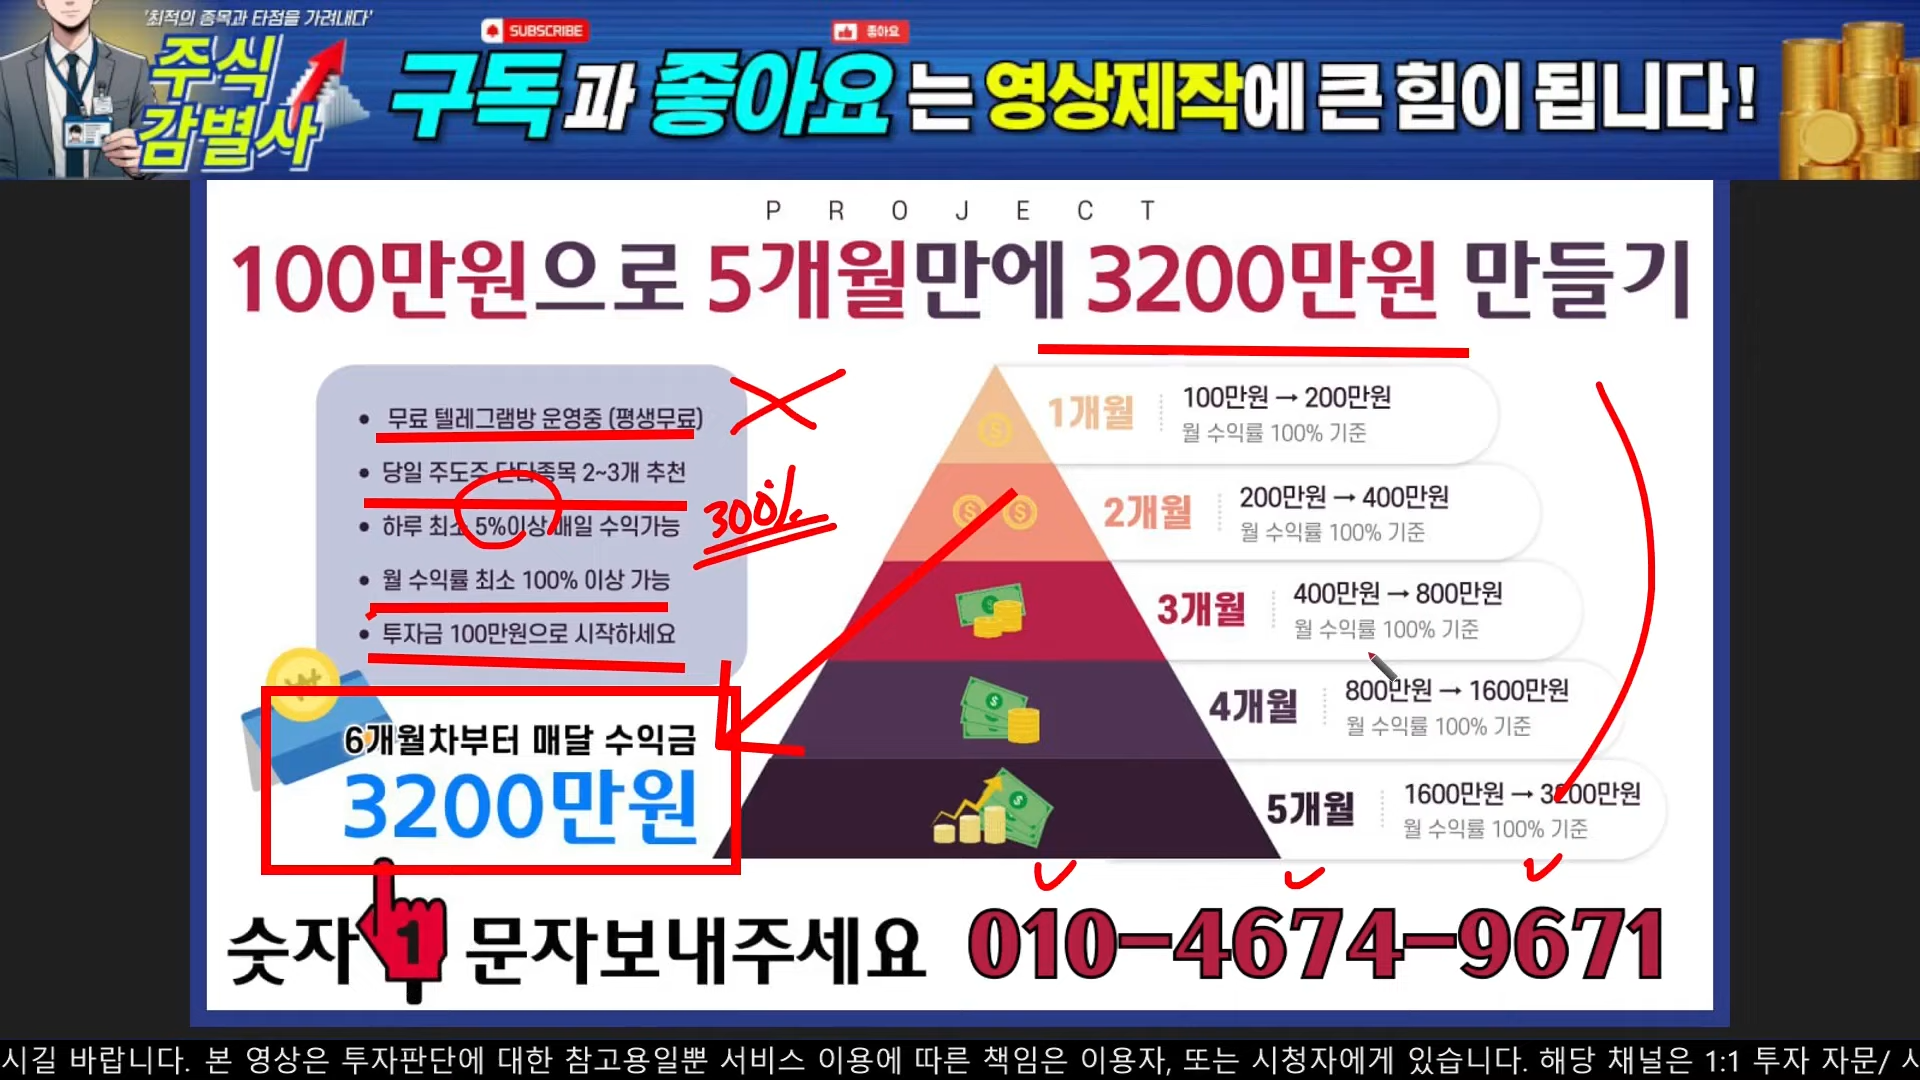 '최적의 종목과 타점을 가려내다'
주식
감별사
SUBSCRIBE
좋아요
구독과 좋아요는 영상제작에 큰 힘이 됩니다!
PROJECT
100만원으로 5개월만에 3200만원 만들기
• 무료 텔레그램방 운영중 (평생무료)
• 당일 주도주 단타종목 2~3개 추천
• 하루 최소 5%이상 매일 수익가능
300%
• 월 수익률 최소 100% 이상 가능
• 투자금 100만원으로 시작하세요
6개월차부터 매달 수익금
3200만원
1개월
100만원 → 200만원
월 수익률 100% 기준
2개월
200만원 → 400만원
월 수익률 100% 기준
3개월
400만원 → 800만원
월 수익률 100% 기준
4개월
800만원 → 1600만원
월 수익률 100% 기준
5개월
1600만원 → 3200만원
월 수익률 100% 기준
숫자 1 문자보내주세요 010-4674-9671
시길 바랍니다. 본 영상은 투자판단에 대한 참고용일뿐 서비스 이용에 따른 책임은 이용자, 또는 시청자에게 있습니다. 해당 채널은 1:1 투자 자문/